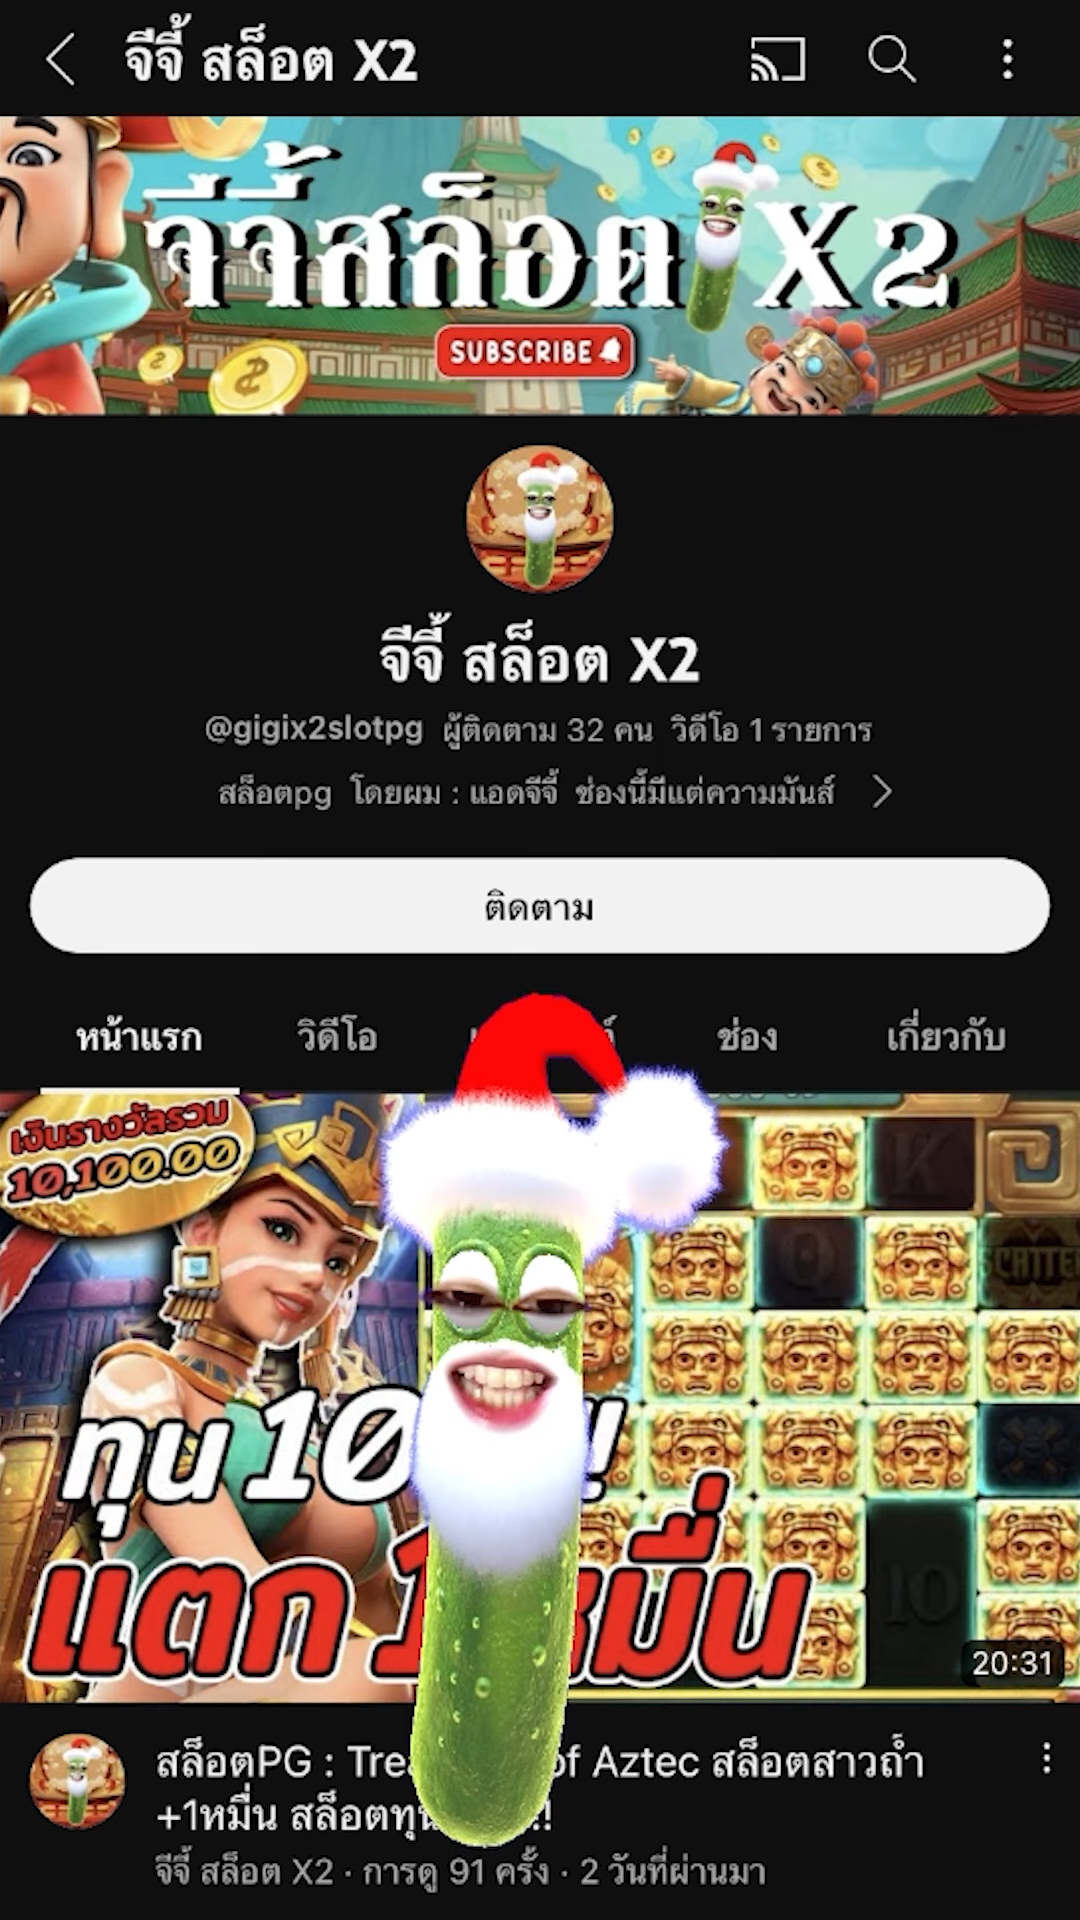 จีจี้ สล็อต X2
จีจี้สล็อต X2
SUBSCRIBE
จีจี้ สล็อต X2
@gigix2slotpg ผู้ติดตาม 32 คน วิดีโอ 1 รายการ
สล็อตpg โดยผม : แอดจีจี้ ช่องนี้มีแต่ความมันส์
ติดตาม
หน้าแรก วิดีโอ ช่อง เกี่ยวกับ
เงินรางวัลรวม
10,100.00
K
Q
SCATTE
ทุน 10 !
แตก 1 หมื่น
10
20:31
สล็อตPG : Trea of Aztec สล็อตสาวถ้ำ
+1หมื่น สล็อตทุน !!
จีจี้ สล็อต X2 · การดู 91 ครั้ง · 2 วันที่ผ่านมา